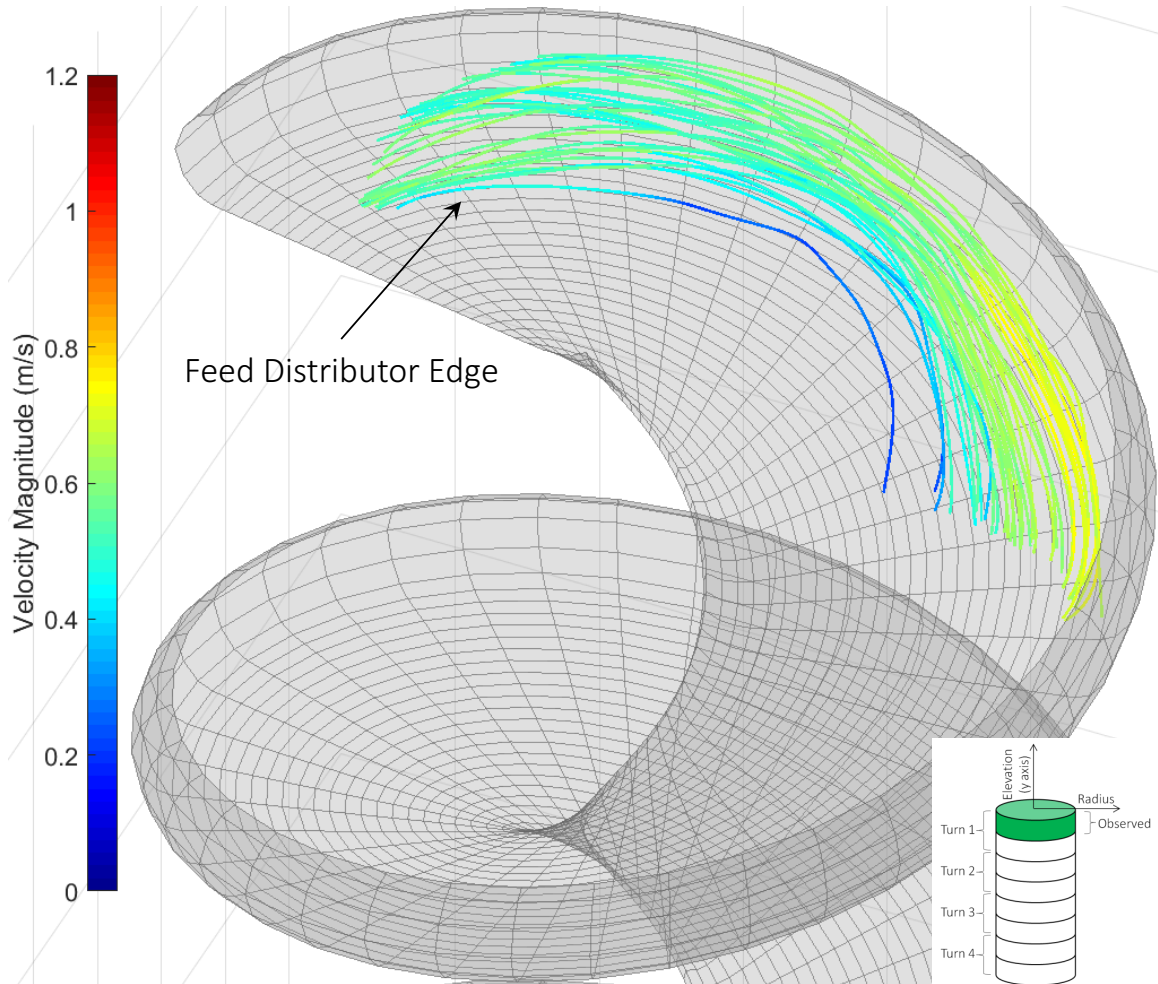 1.2
1
0.8
0.6
0.4
0.2
0
Velocity Magnitude (m/s)
Feed Distributor Edge
Elevation
(y axis)
Radius
Turn 1
Observed
Turn 2
Turn 3
Turn 4